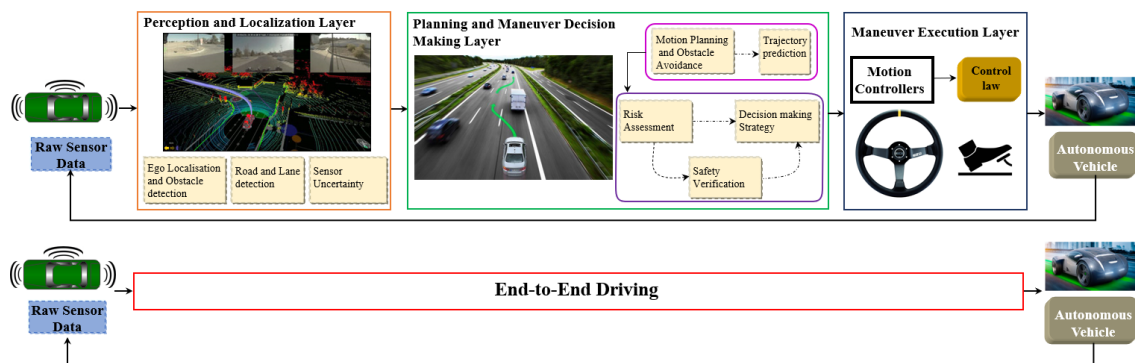 Perception and Localization Layer
Raw Sensor
Data
Ego Localisation
and Obstacle
detection
Road and Lane
detection
Sensor
Uncertainty
Planning and Maneuver Decision
Making Layer
Motion Planning
and Obstacle
Avoidance
Trajectory
prediction
Risk
Assessment
Decision making
Strategy
Safety
Verification
Maneuver Execution Layer
Motion
Controllers
Control
law
Autonomous
Vehicle
End-to-End Driving
Raw Sensor
Data
Autonomous
Vehicle